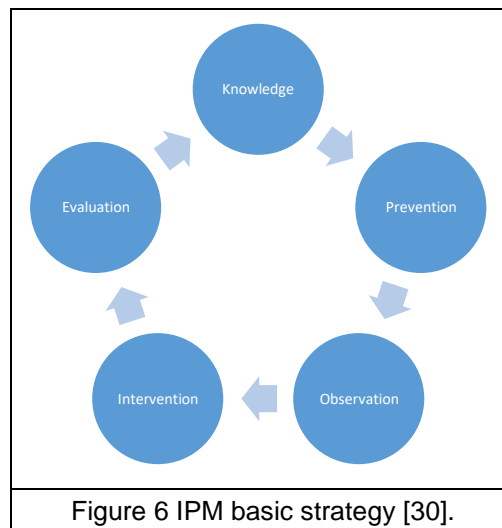 Knowledge
Prevention
Observation
Intervention
Evaluation
Figure 6 IPM basic strategy [30].